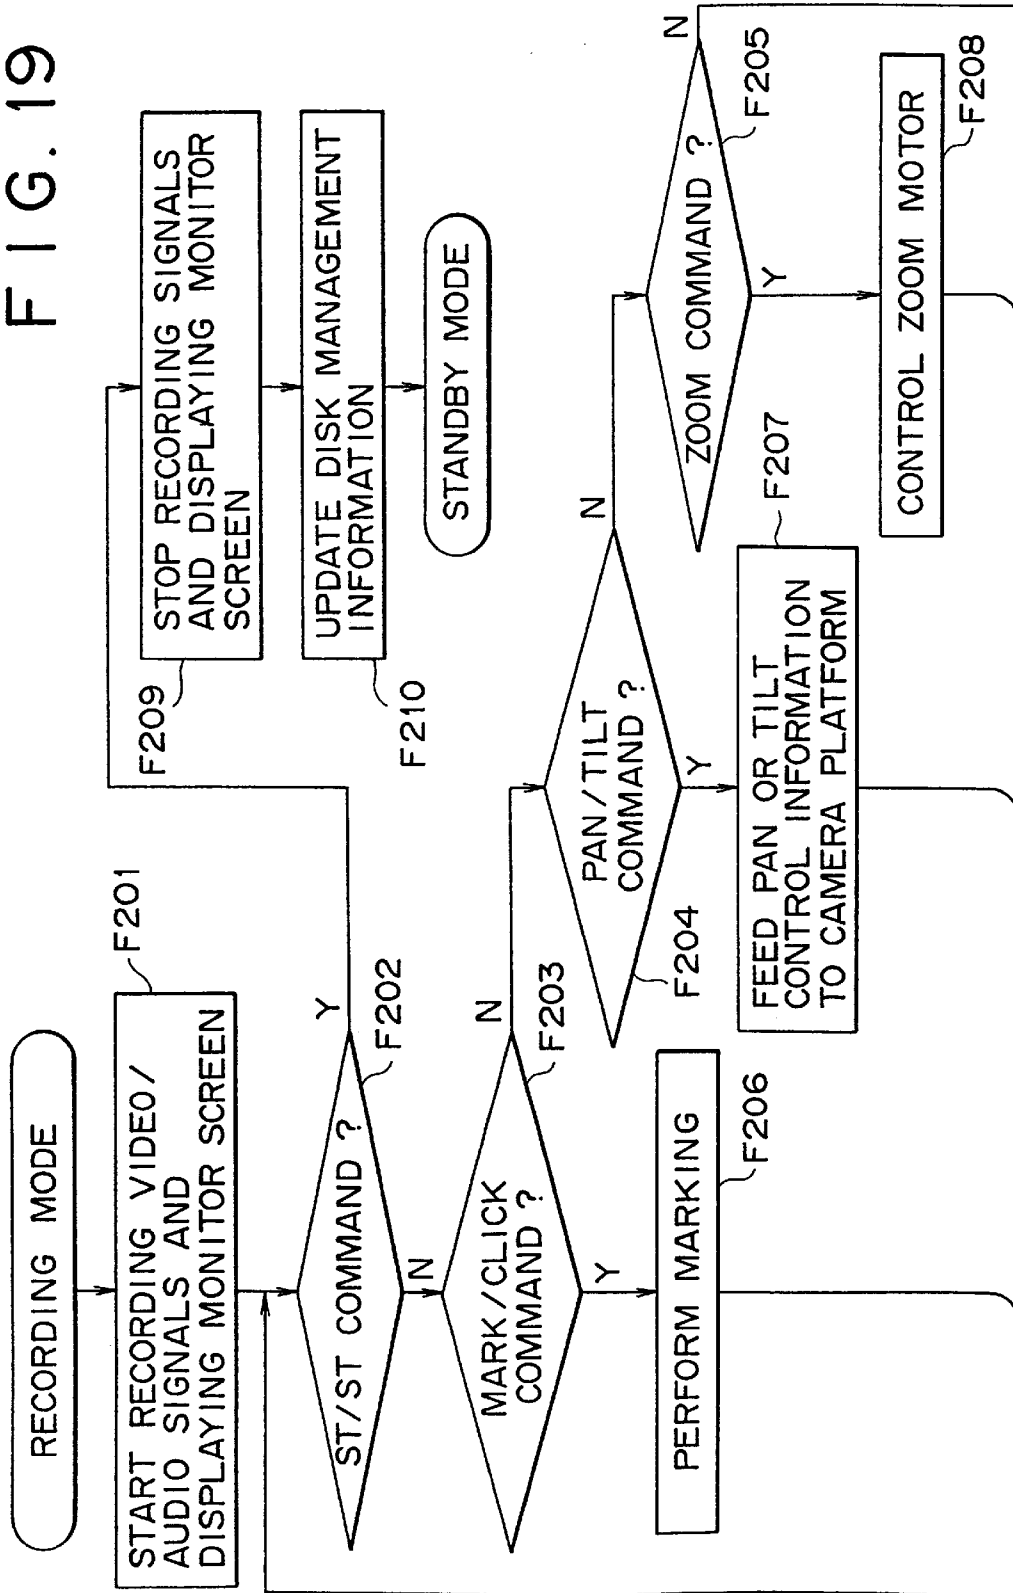 FIG. 19
RECORDING MODE
START RECORDING VIDEO/
AUDIO SIGNALS AND
DISPLAYING MONITOR SCREEN
F201
ST/ST COMMAND ?
Y
F202
N
MARK/CLICK
COMMAND ?
N
F203
Y
PERFORM MARKING
F206
PAN/TILT
COMMAND ?
N
F204
Y
FEED PAN OR TILT
CONTROL INFORMATION
TO CAMERA PLATFORM
F207
ZOOM COMMAND ?
N
F205
Y
CONTROL ZOOM MOTOR
F208
STOP RECORDING SIGNALS
AND DISPLAYING MONITOR
SCREEN
F209
UPDATE DISK MANAGEMENT
INFORMATION
F210
STANDBY MODE